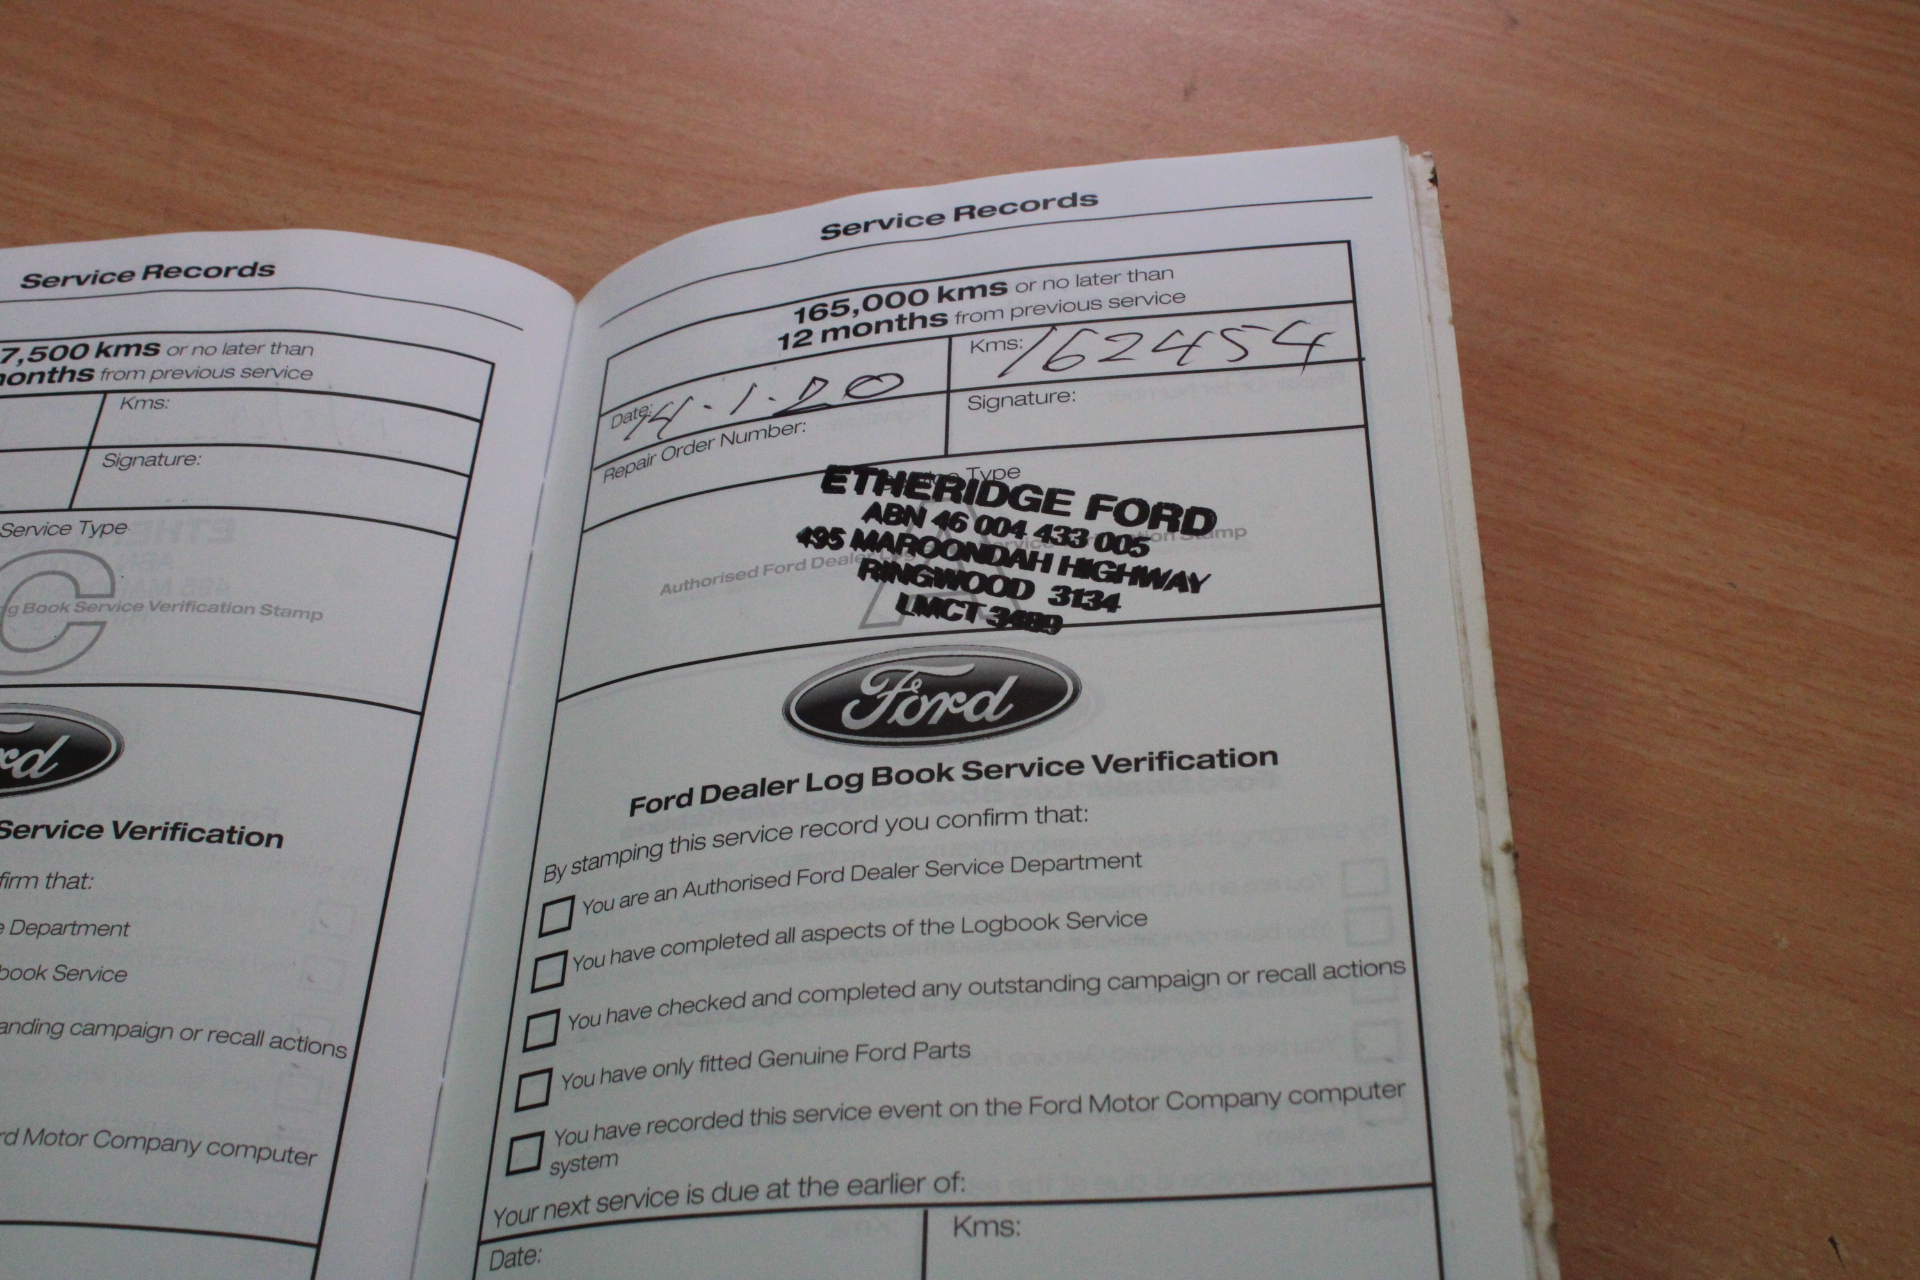 Service Records
7,500 kms or no later than
months from previous service
Kms:
Signature:
Service Type
C
Book Service Verification Stamp
Service Verification
firm that:
Department
book Service
anding campaign or recall actions
rd Motor Company computer
Service Records
165,000 kms or no later than
12 months from previous service
Date: 14.1.20
Kms: 162454
Repair Order Number:
Signature:
Type
ETHERIDGE FORD
ABN 46 004 433 005
495 MAROONDAH HIGHWAY
RINGWOOD 3134
LMCT 3489
Authorised Ford Dealer
Stamp
A
Ford
Ford Dealer Log Book Service Verification
By stamping this service record you confirm that:
You are an Authorised Ford Dealer Service Department
You have completed all aspects of the Logbook Service
You have checked and completed any outstanding campaign or recall actions
You have only fitted Genuine Ford Parts
You have recorded this service event on the Ford Motor Company computer
system
Your next service is due at the earlier of:
Date:
Kms: